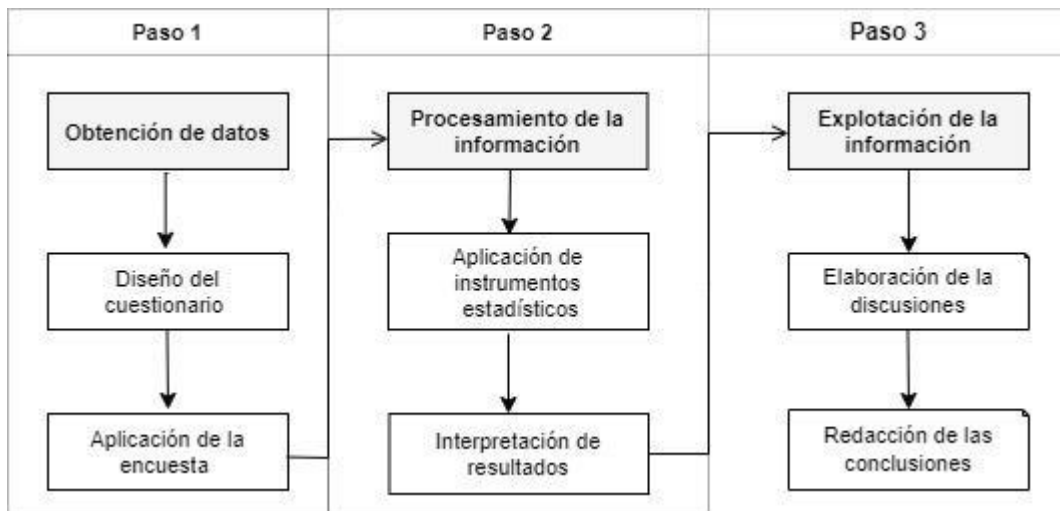 Paso 1
Obtención de datos
Diseño del
cuestionario
Aplicación de la
encuesta
Paso 2
Procesamiento de la
información
Aplicación de
instrumentos
estadísticos
Interpretación de
resultados
Paso 3
Explotación de la
información
Elaboración de la
discusiones
Redacción de las
conclusiones